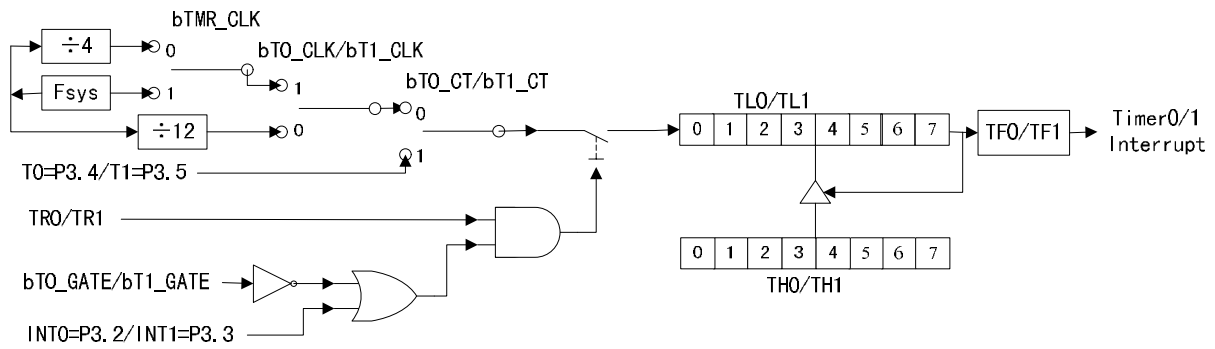 bTMR_CLK
÷4
0
bT0_CLK/bT1_CLK
Fsys
1
1
bT0_CT/bT1_CT
0
÷12
0
TL0/TL1
0 1 2 3 4 5 6 7
TF0/TF1
Timer0/1
Interrupt
1
T0=P3.4/T1=P3.5
TR0/TR1
0 1 2 3 4 5 6 7
TH0/TH1
bT0_GATE/bT1_GATE
INT0=P3.2/INT1=P3.3